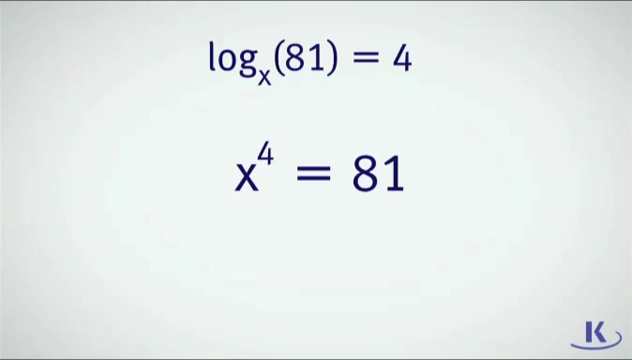 logₓ(81) = 4
x⁴ = 81
K